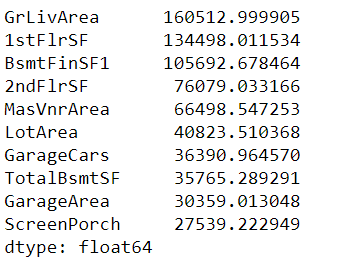 GrLivArea      160512.999905
1stFlrSF       134498.011534
BsmtFinSF1     105692.678464
2ndFlrSF        76079.033166
MasVnrArea      66498.547253
LotArea         40823.510368
GarageCars      36390.964570
TotalBsmtSF     35765.289291
GarageArea      30359.013048
ScreenPorch     27539.222949
dtype: float64